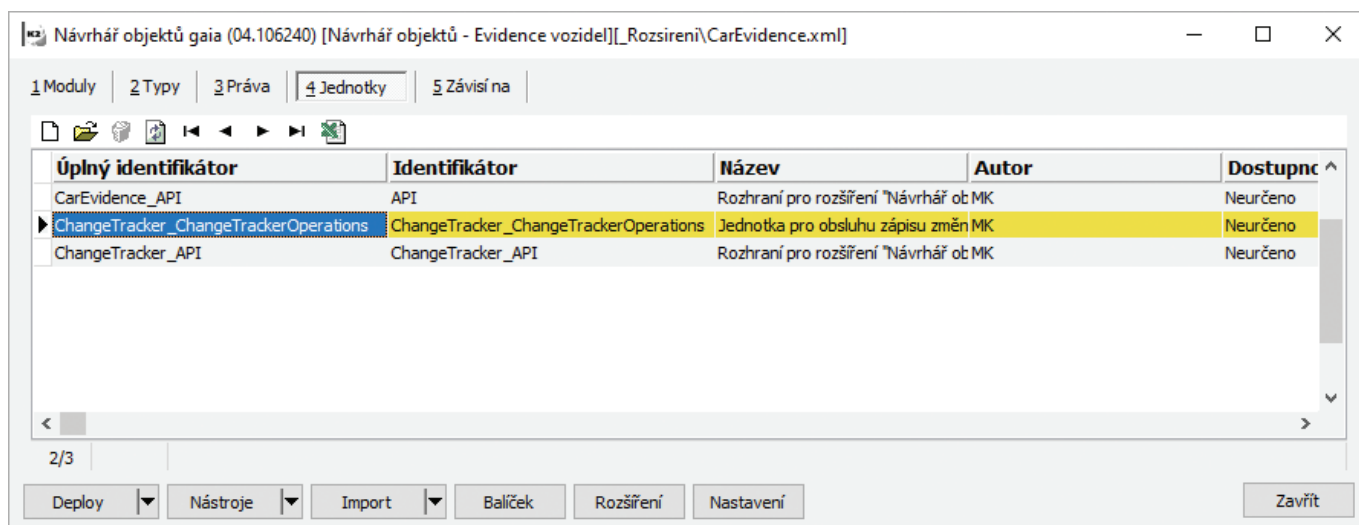 Návrhář objektů gaia (04.106240) [Návrhář objektů - Evidence vozidel][_Rozsireni\CarEvidence.xml]
1 Moduly 2 Typy 3 Práva 4 Jednotky 5 Závisí na
Úplný identifikátor Identifikátor Název Autor Dostupnc
CarEvidence_API API Rozhraní pro rozšíření "Návrhář ob MK Neurčeno
ChangeTracker_ChangeTrackerOperations ChangeTracker_ChangeTrackerOperations Jednotka pro obsluhu zápisu změn MK Neurčeno
ChangeTracker_API ChangeTracker_API Rozhraní pro rozšíření "Návrhář ob MK Neurčeno
2/3
Deploy Nástroje Import Balíček Rozšíření Nastavení Zavřít